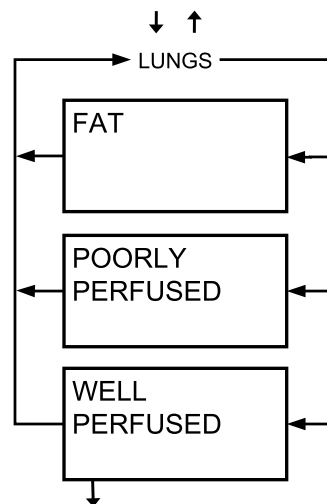 LUNGS
FAT
POORLY
PERFUSED
WELL
PERFUSED